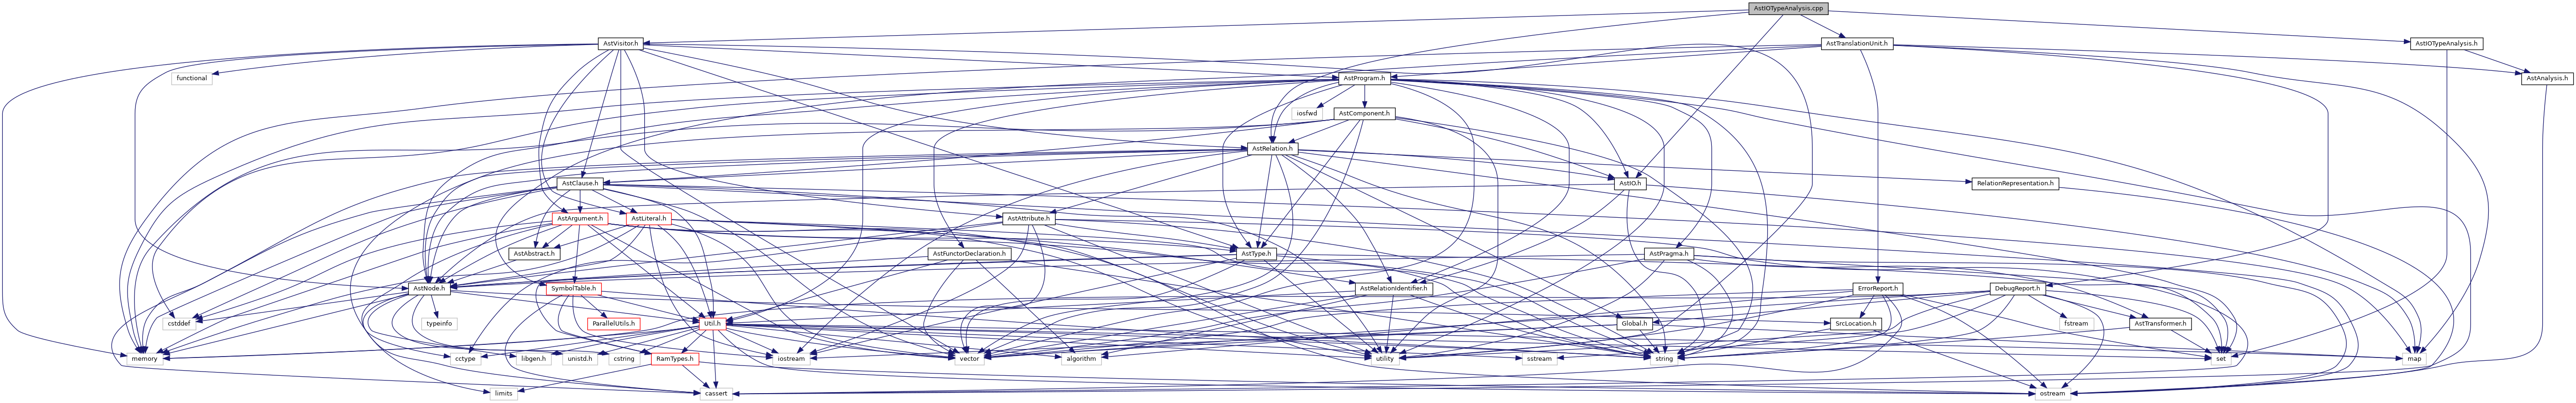 AstIOTypeAnalysis.cpp
AstVisitor.h
AstTranslationUnit.h
AstIOTypeAnalysis.h
functional
AstProgram.h
AstAnalysis.h
iosfwd
AstComponent.h
AstRelation.h
AstClause.h
AstIO.h
RelationRepresentation.h
AstArgument.h
AstLiteral.h
AstAttribute.h
AstAbstract.h
AstFunctorDeclaration.h
AstType.h
AstPragma.h
AstNode.h
SymbolTable.h
AstRelationIdentifier.h
ErrorReport.h
DebugReport.h
cstddef
typeinfo
ParallelUtils.h
Util.h
Global.h
SrcLocation.h
fstream
AstTransformer.h
memory
cctype
libgen.h
unistd.h
cstring
RamTypes.h
iostream
vector
algorithm
utility
sstream
string
set
map
limits
cassert
ostream